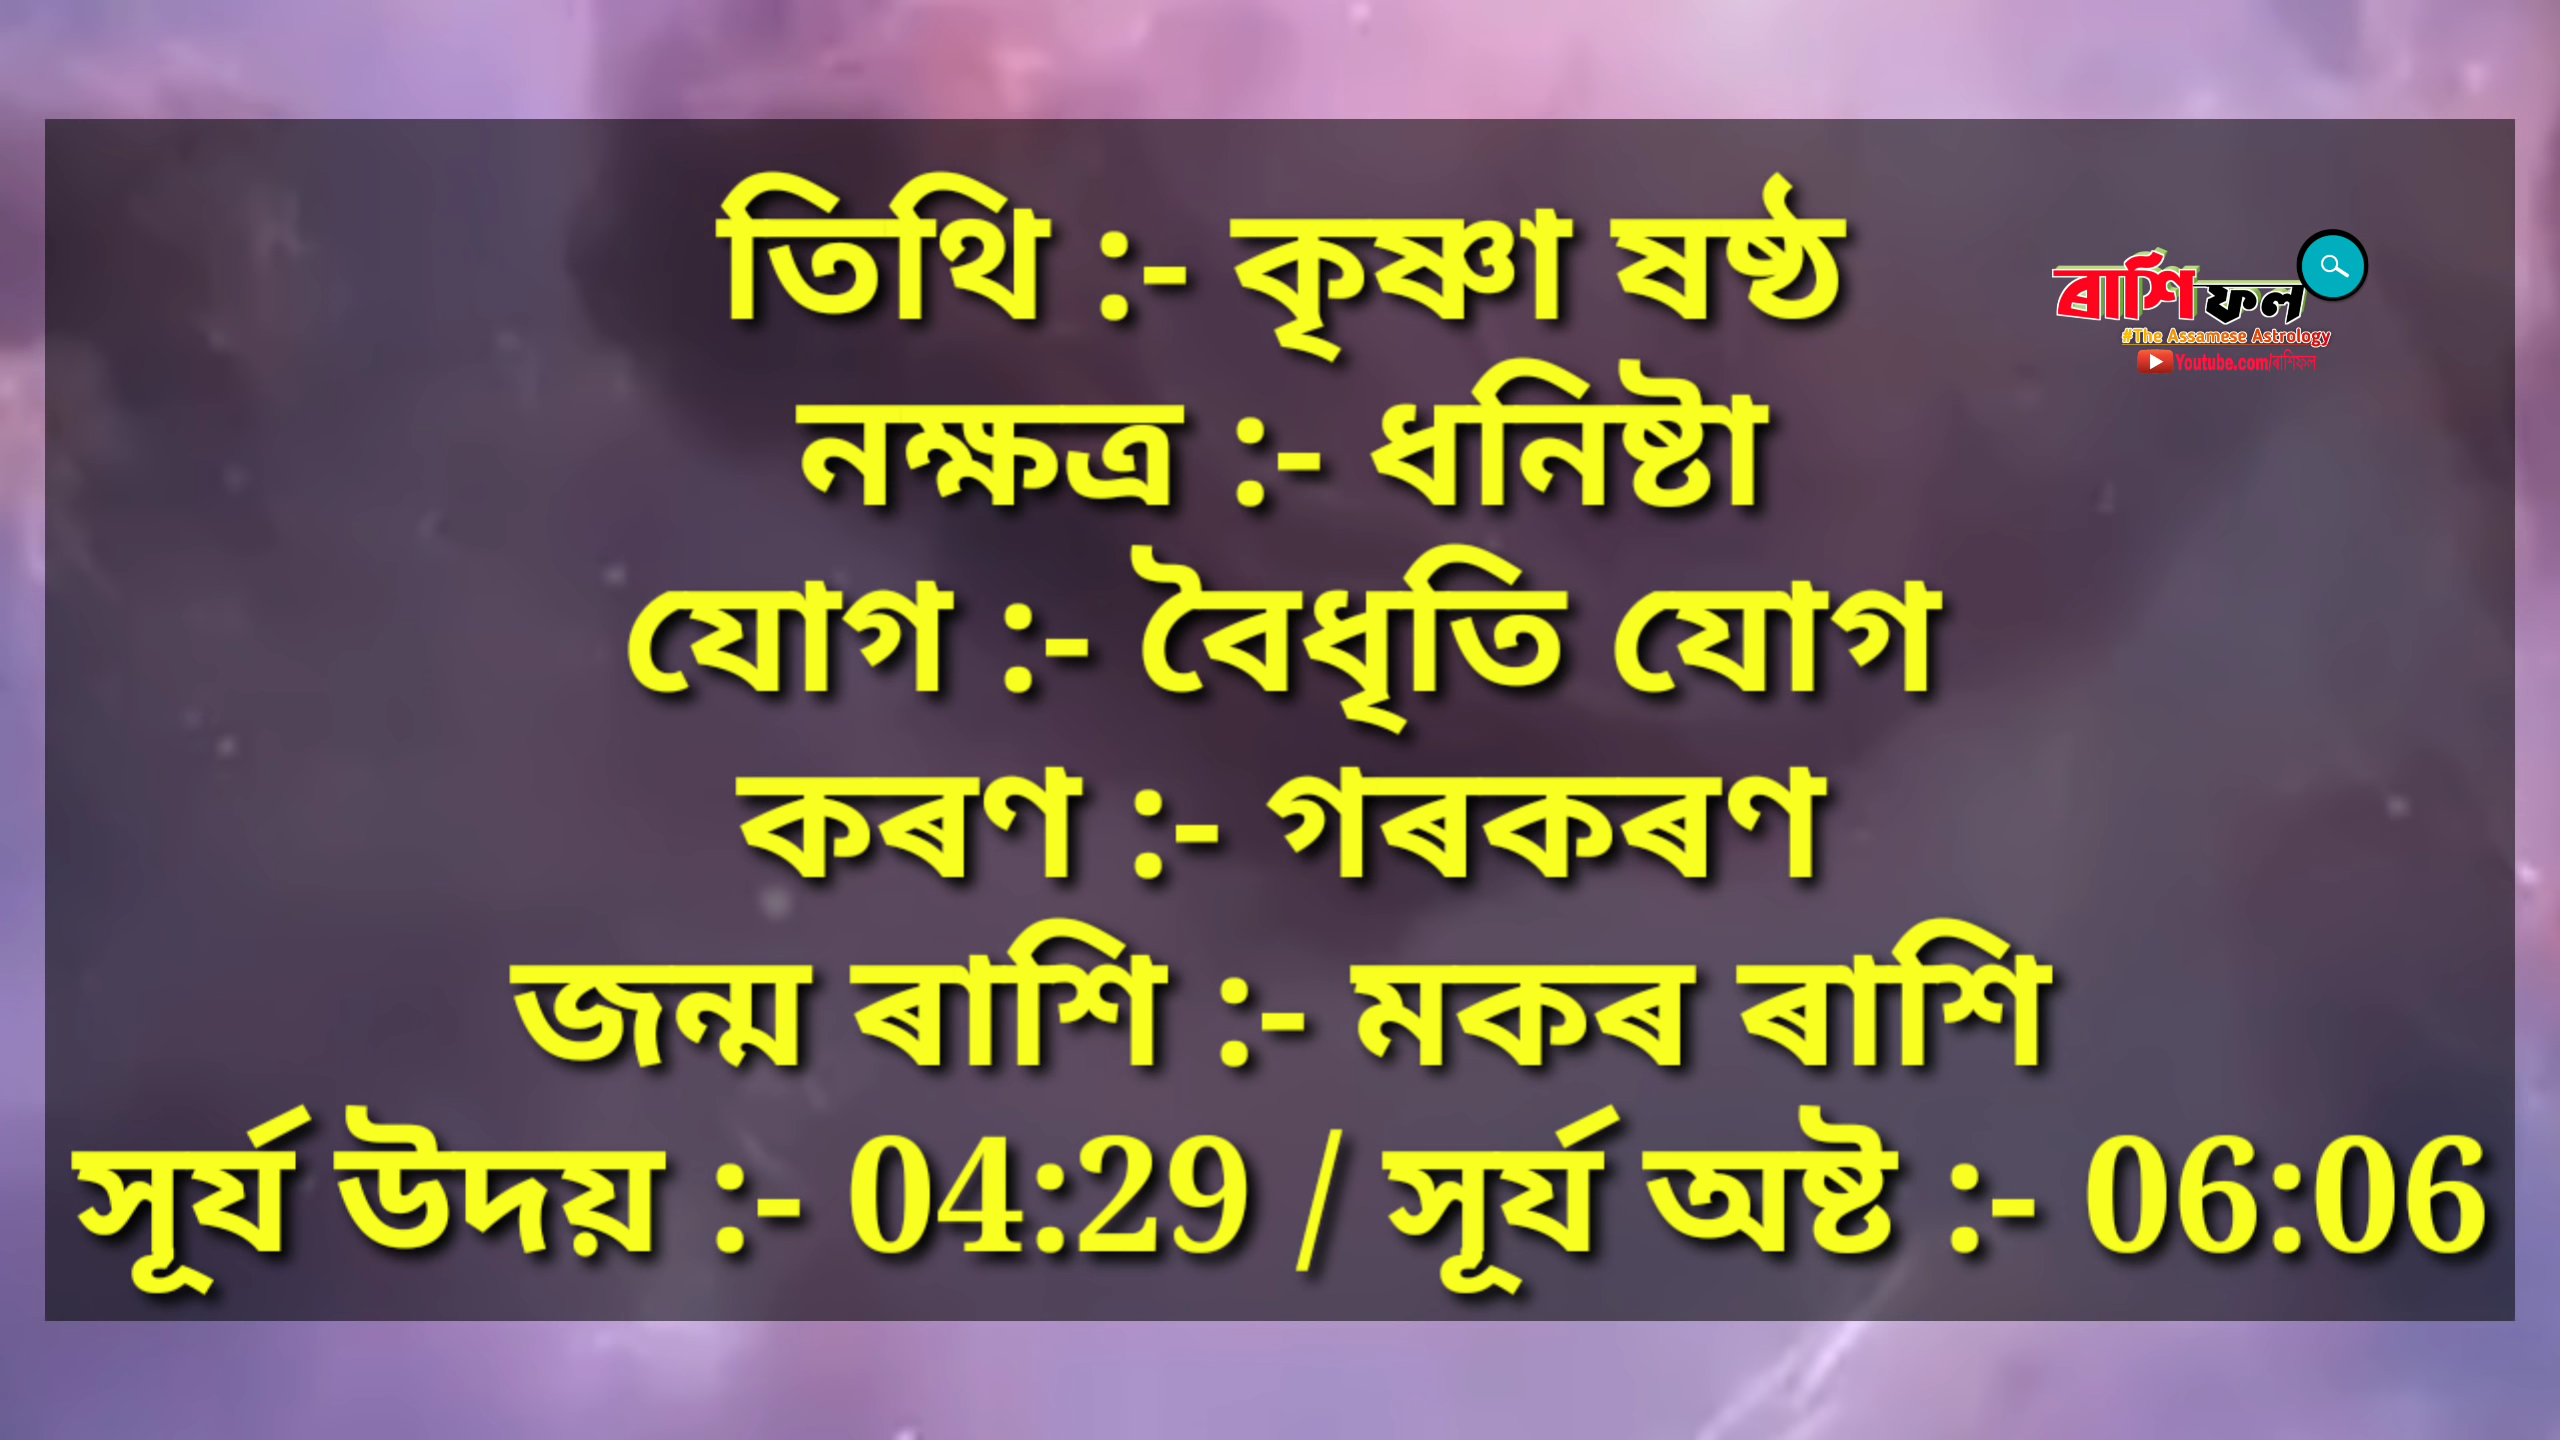 তিথি :- কৃষ্ণা ষষ্ঠ
নক্ষত্ৰ :- ধনিষ্টা
যোগ :- বৈধৃতি যোগ
কৰণ :- গৰকৰণ
জন্ম ৰাশি :- মকৰ ৰাশি
সূৰ্য উদয় :- 04:29 / সূৰ্য অষ্ট :- 06:06
ৰাশি ফল
#The Assamese Astrology
Youtube.com/ৰাশিফল